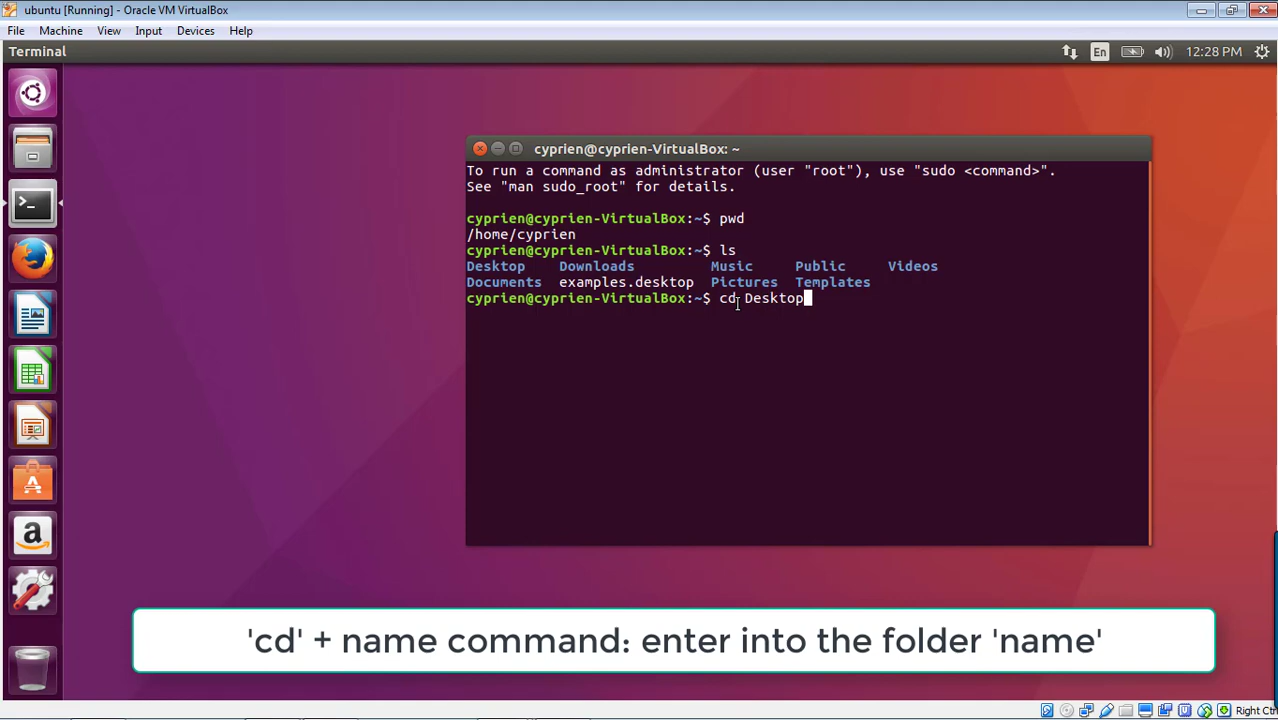 ubuntu [Running] - Oracle VM VirtualBox
File Machine View Input Devices Help
Terminal
En
12:28 PM
cyprien@cyprien-VirtualBox: ~
To run a command as administrator (user "root"), use "sudo <command>".
See "man sudo_root" for details.
cyprien@cyprien-VirtualBox:~$ pwd
/home/cyprien
cyprien@cyprien-VirtualBox:~$ ls
Desktop Downloads Music Public Videos
Documents examples.desktop Pictures Templates
cyprien@cyprien-VirtualBox:~$ cd Desktop
'cd' + name command: enter into the folder 'name'
Right Ctrl